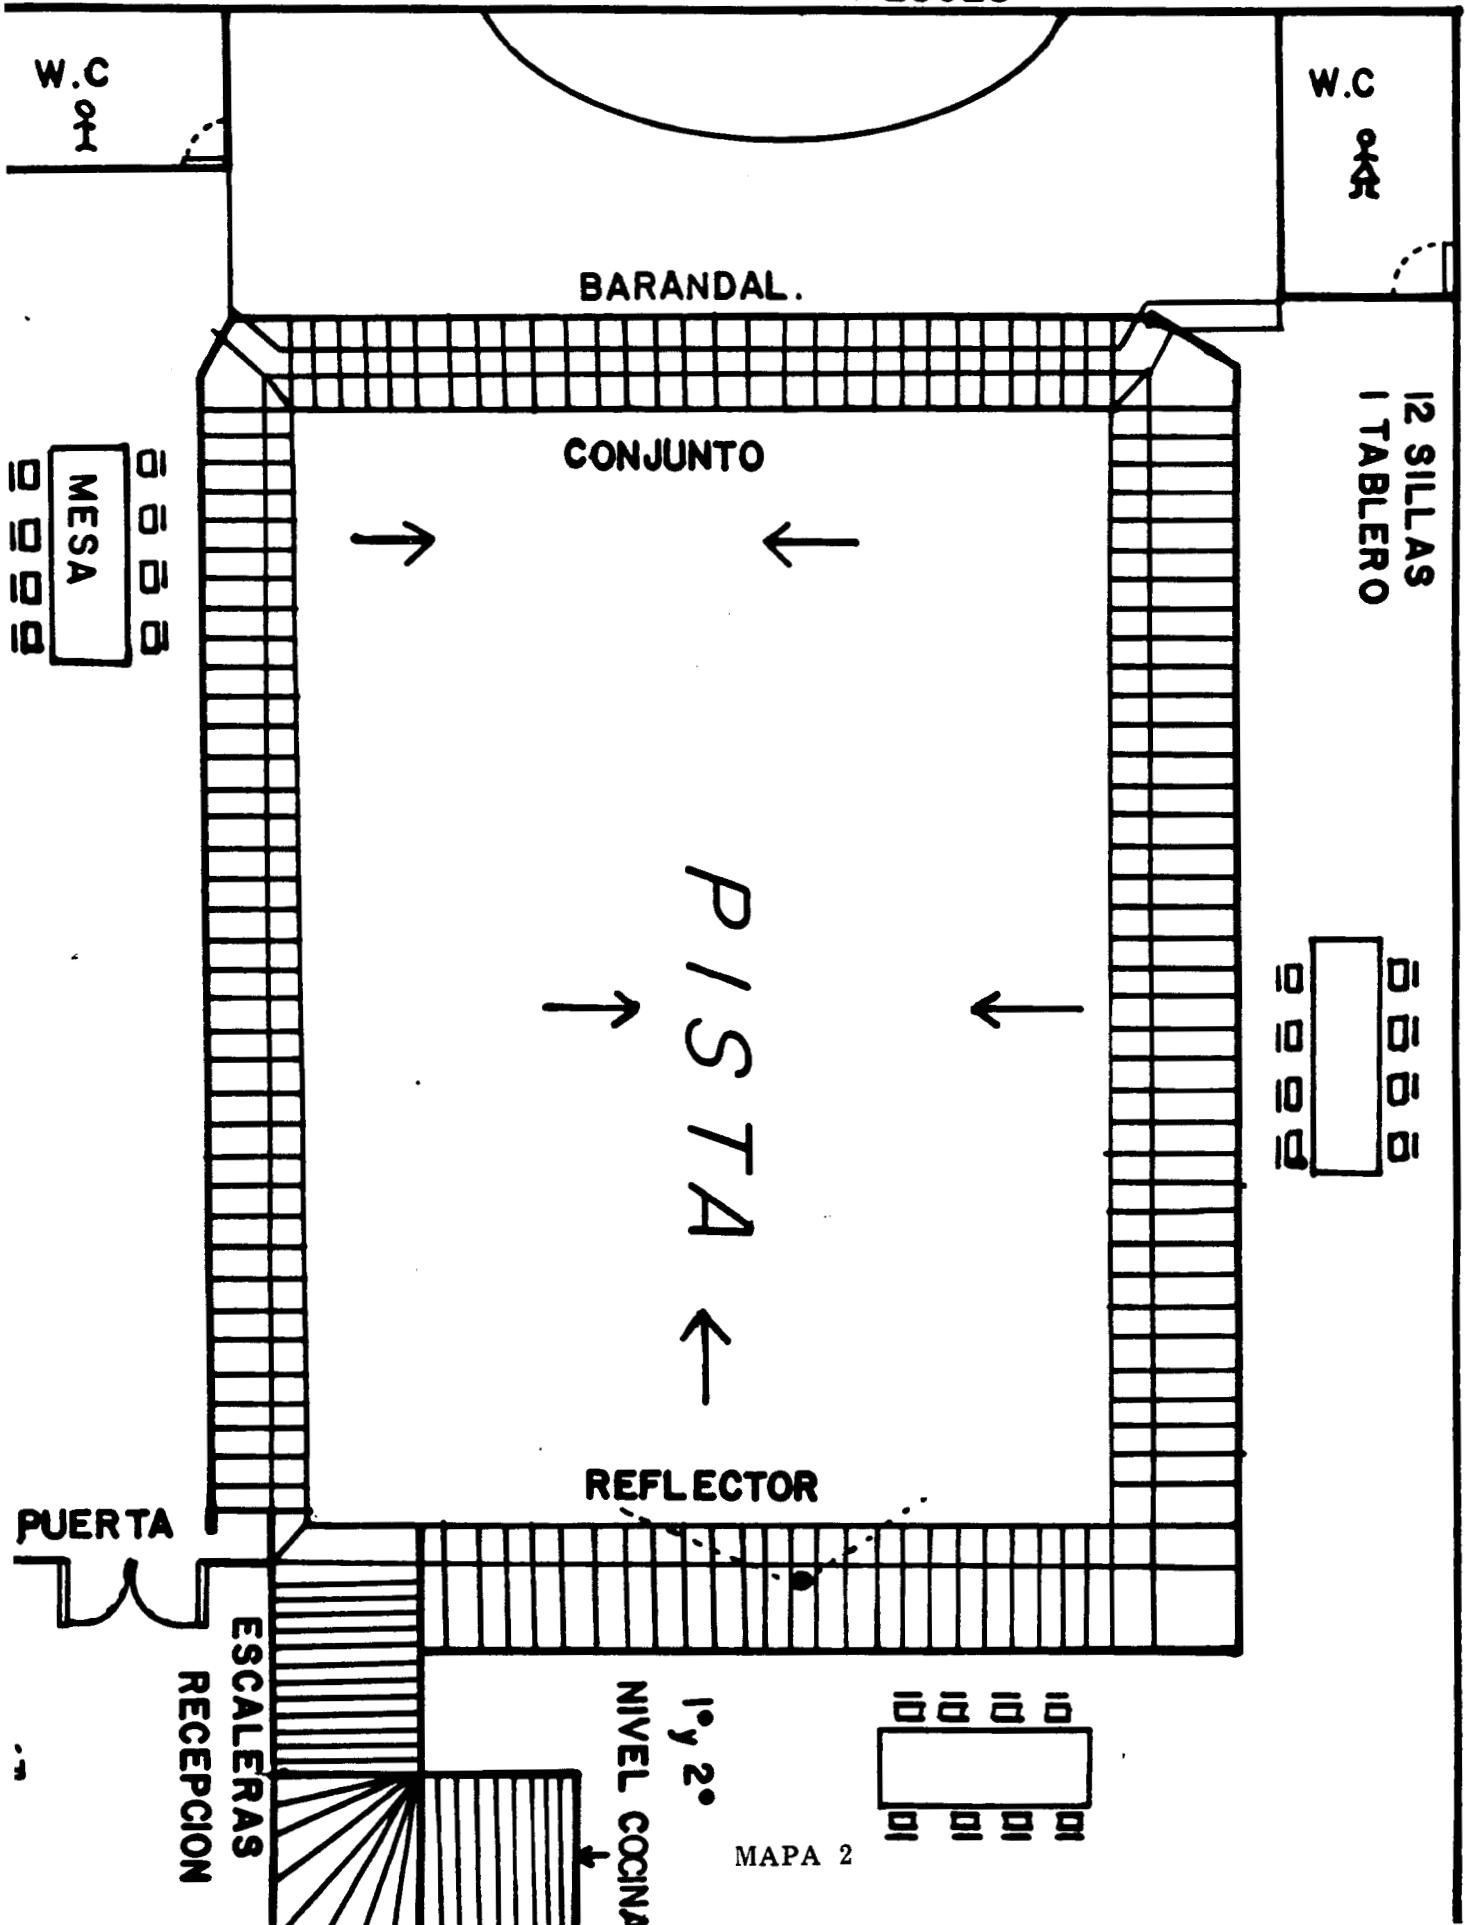 W.C
W.C
BARANDAL.
CONJUNTO
12 SILLAS
1 TABLERO
MESA
PISTA
REFLECTOR
PUERTA
ESCALERAS
RECEPCION
1° y 2°
NIVEL COCINA
MAPA 2